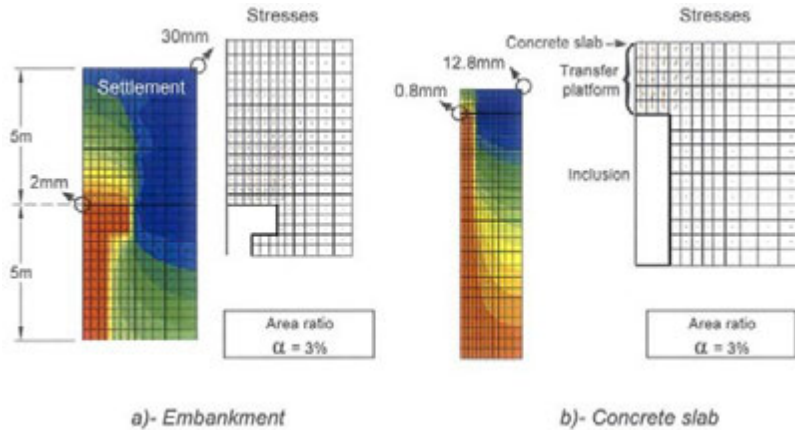 Stresses
30mm
Settlement
5m
2mm
5m
Area ratio
α = 3%
a)- Embankment
Stresses
Concrete slab
12.8mm
Transfer
platform
0.8mm
Inclusion
Area ratio
α = 3%
b)- Concrete slab